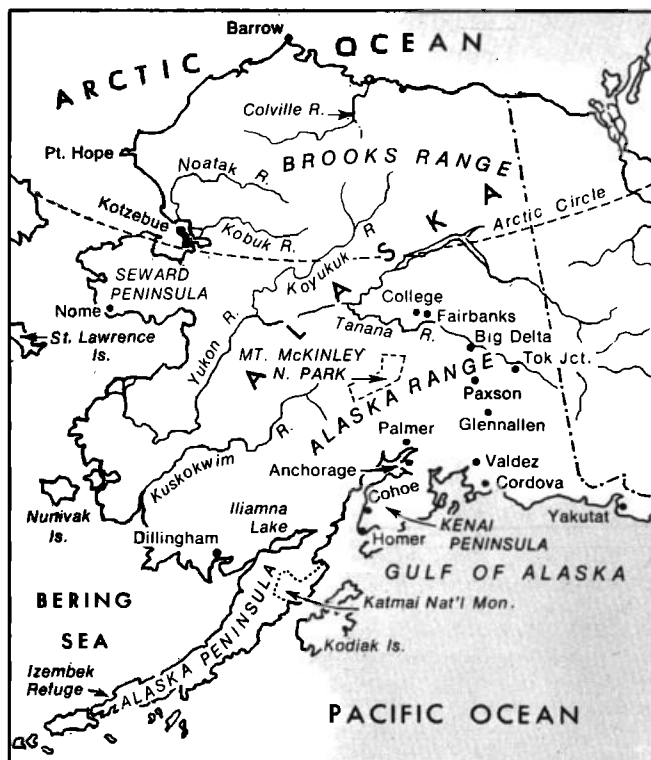 Barrow
ARCTIC OCEAN
Colville R.
Pt. Hope
Noatak R.
BROOKS RANGE
Kotzebue
Kobuk R.
Arctic Circle
ALASKA
Koyukuk R
SEWARD
PENINSULA
Nome
St. Lawrence
Is.
Yukon R.
College
Fairbanks
Tanana R.
Big Delta
Tok Jct.
MT. McKINLEY
N. PARK
ALASKA RANGE
Paxson
Glennallen
Kuskokwim R.
Palmer
Anchorage
Valdez
Cordova
Yakutat
Nunivak
Is.
Iliamna
Lake
Cohoe
Dillingham
Homer
KENAI
PENINSULA
GULF OF ALASKA
BERING
SEA
Katmai Nat'l Mon.
Kodiak Is.
Izembek
Refuge
ALASKA PENINSULA
PACIFIC OCEAN